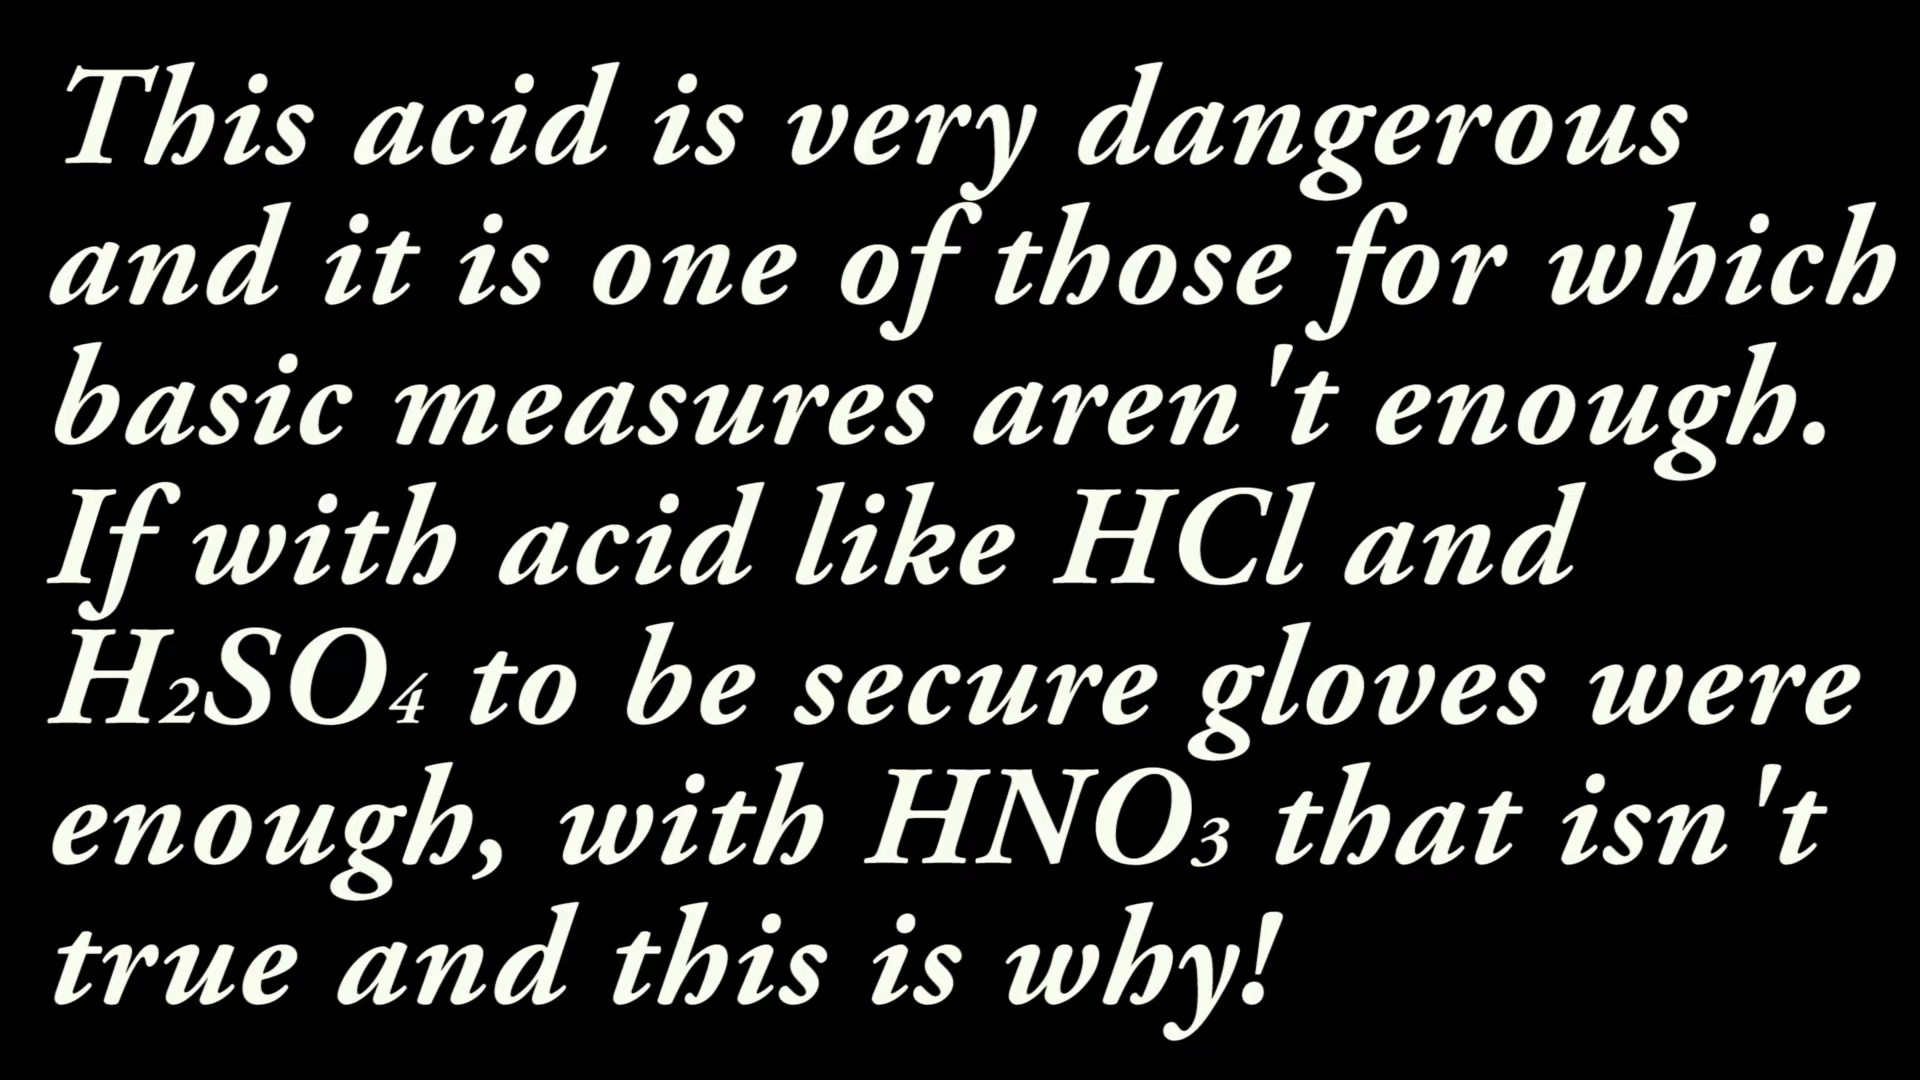 This acid is very dangerous
and it is one of those for which
basic measures aren't enough.
If with acid like HCl and
H₂SO₄ to be secure gloves were
enough, with HNO₃ that isn't
true and this is why!